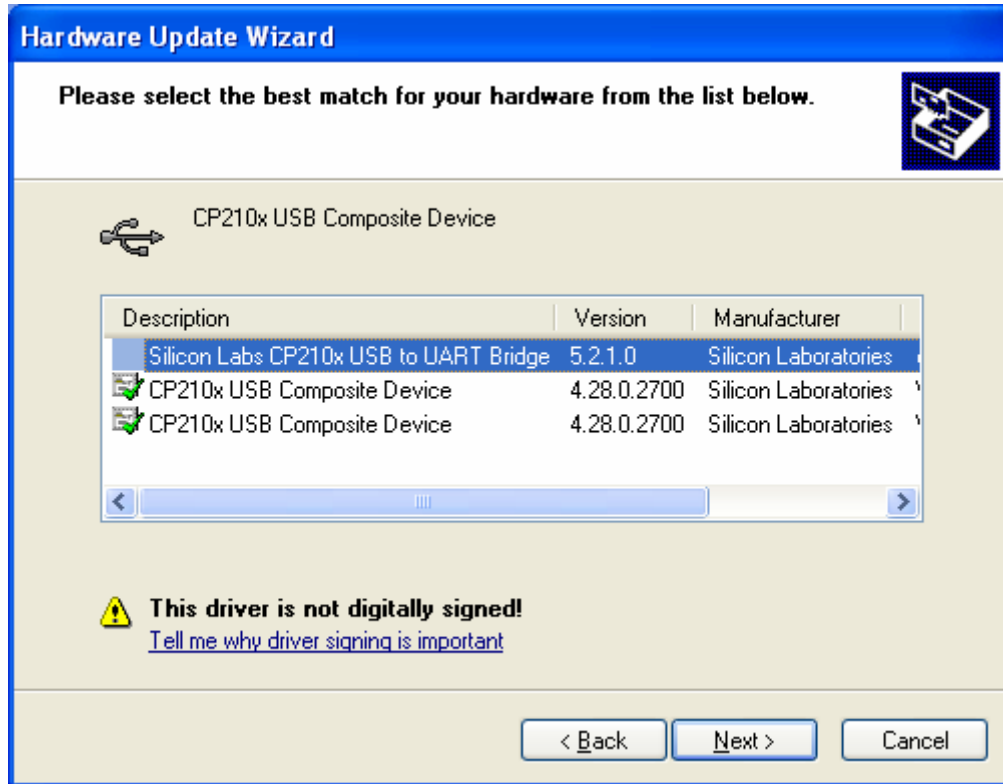 Hardware Update Wizard
Please select the best match for your hardware from the list below.
CP210x USB Composite Device
Description Version Manufacturer
Silicon Labs CP210x USB to UART Bridge 5.2.1.0 Silicon Laboratories
CP210x USB Composite Device 4.28.0.2700 Silicon Laboratories
CP210x USB Composite Device 4.28.0.2700 Silicon Laboratories
This driver is not digitally signed!
Tell me why driver signing is important
< Back Next > Cancel